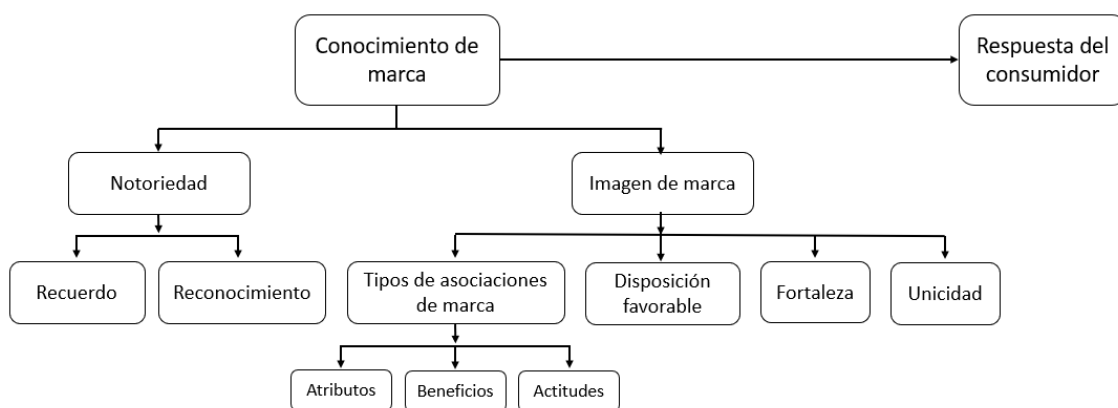 Conocimiento de
marca
Respuesta del
consumidor
Notoriedad
Imagen de marca
Recuerdo
Reconocimiento
Tipos de asociaciones
de marca
Disposición
favorable
Fortaleza
Unicidad
Atributos
Beneficios
Actitudes